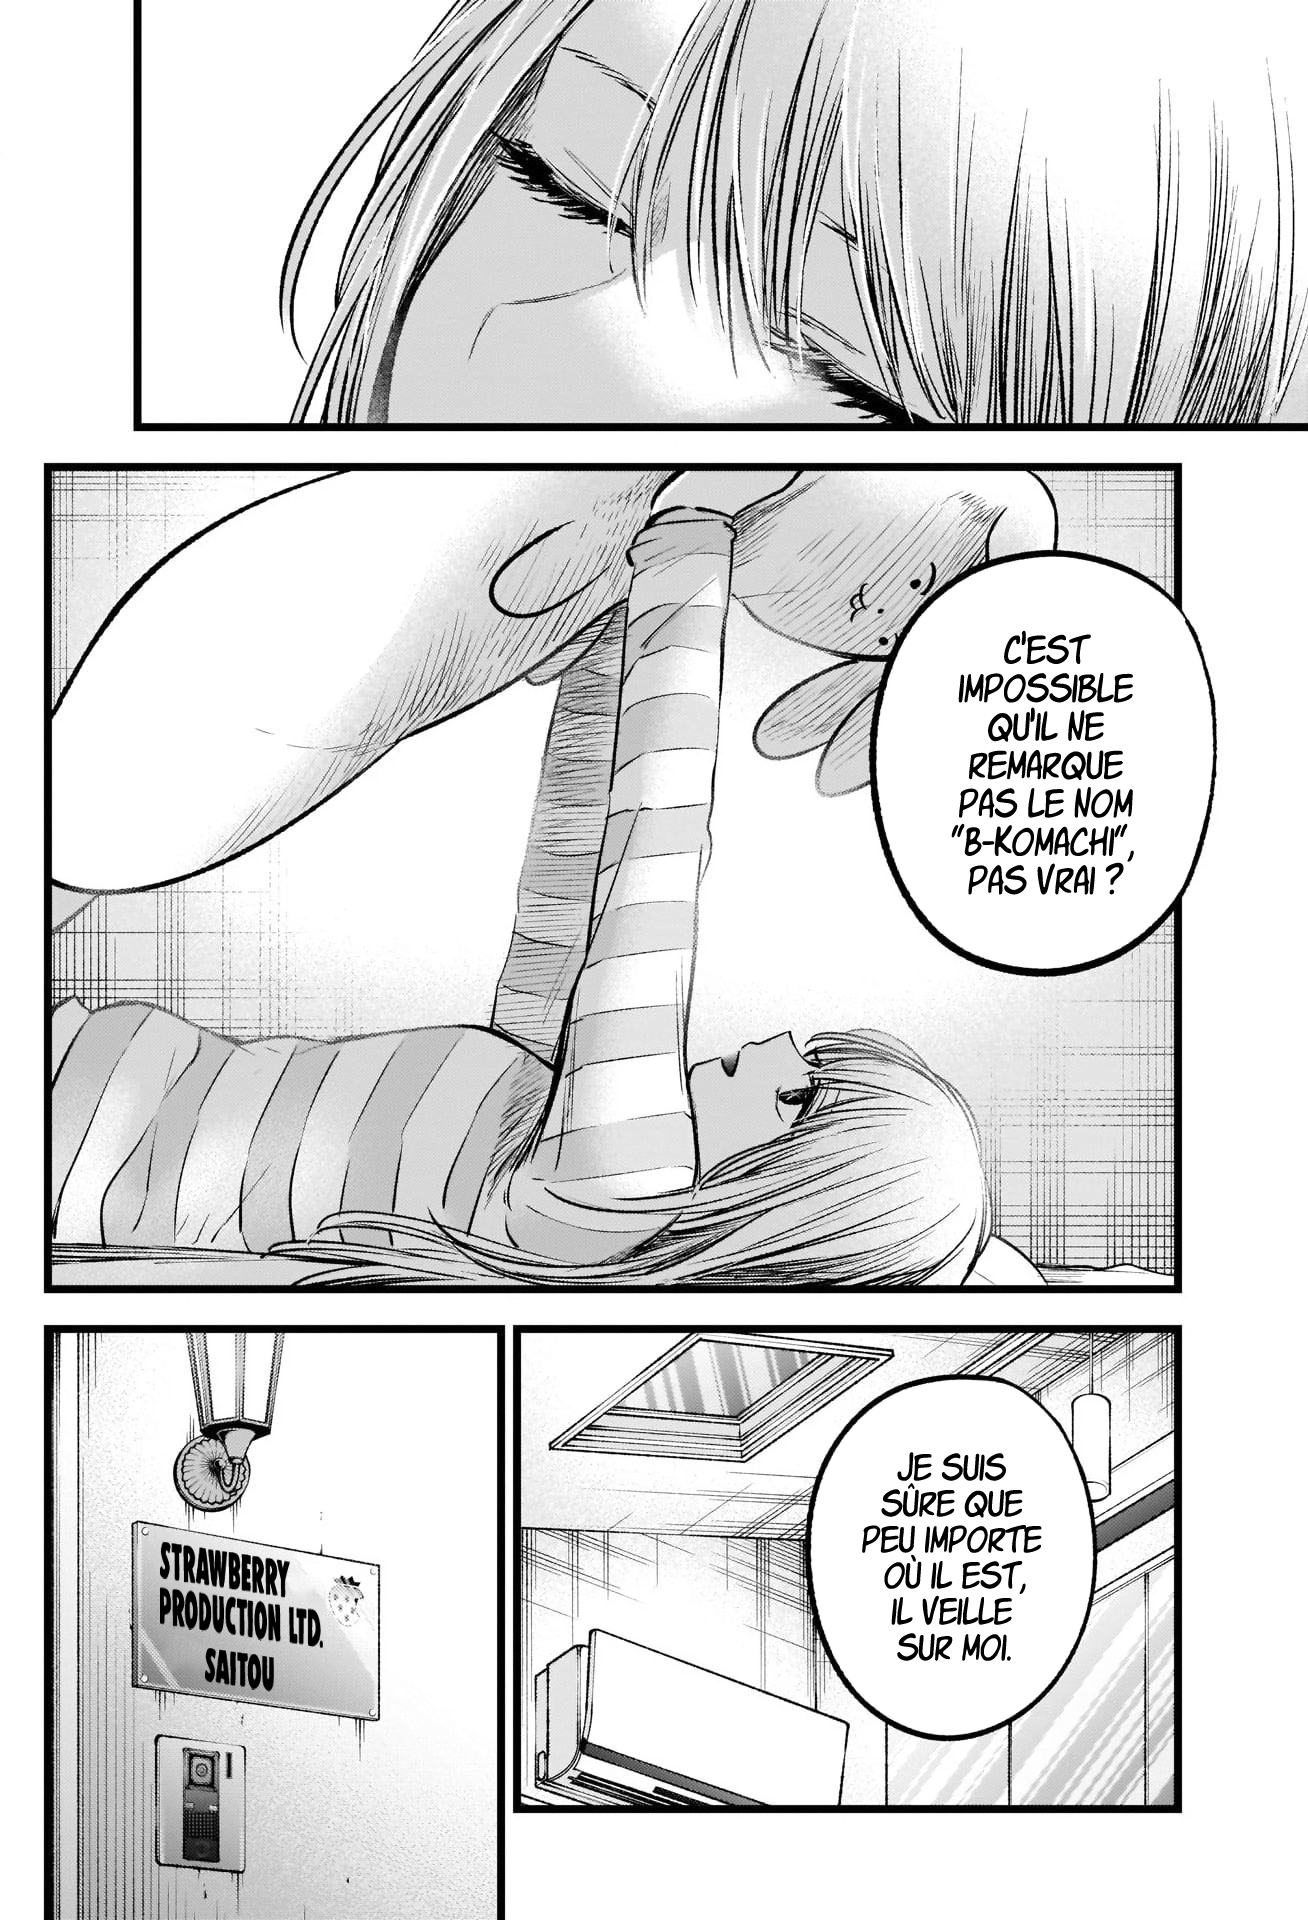 C'EST
IMPOSSIBLE
QU'IL NE
REMARQUE
PAS LE NOM
"B-KOMACHI",
PAS VRAI ?
JE SUIS
SÛRE QUE
PEU IMPORTE
OÙ IL EST,
IL VEILLE
SUR MOI.
STRAWBERRY
PRODUCTION LTD.
SAITOU